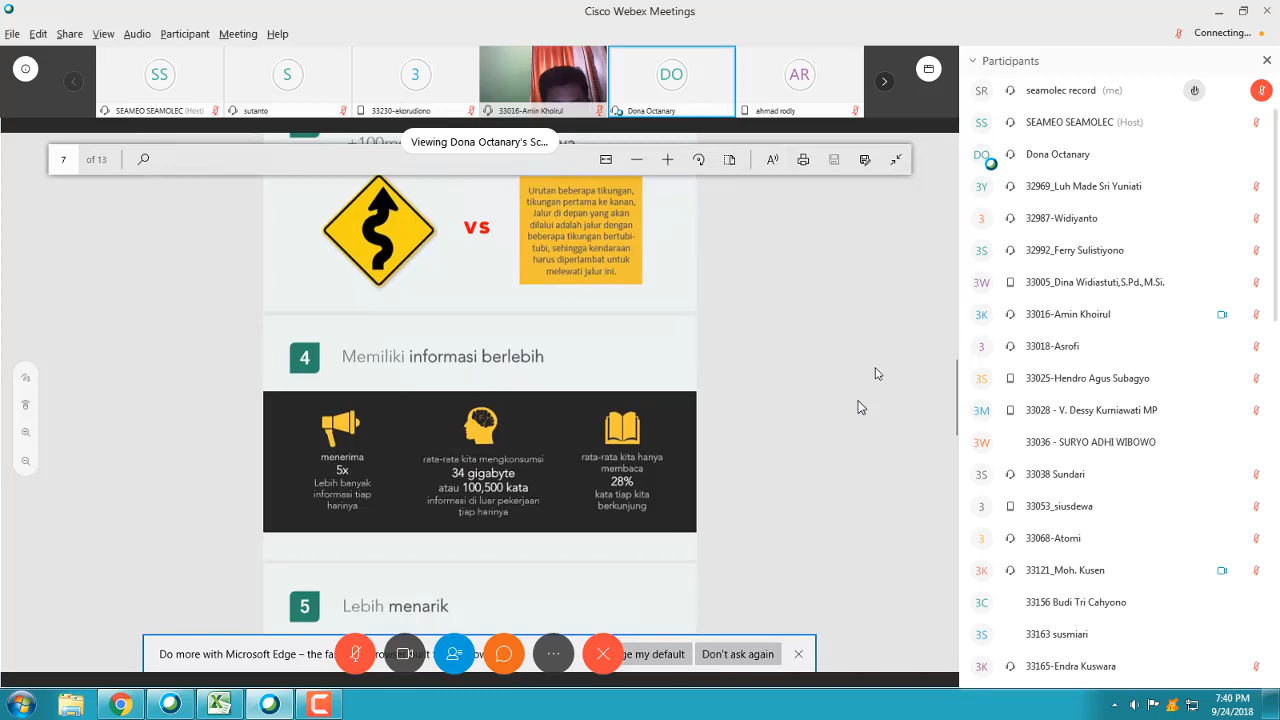 Cisco Webex Meetings
File Edit Share View Audio Participant Meeting Help
Connecting...
SS
S
3
DO
AR
SEAMEO SEAMOLEC (Host)
sutanto
33230-ekorudiono
33016-Amin Khoirul
Dona Octanary
ahmad rodly
Viewing Dona Octanary's Sc...
7 of 13
Urutan beberapa tikungan,
tikungan pertama ke kanan,
Jalur di depan yang akan
dilalui adalah jalur dengan
beberapa tikungan bertubi-
tubi, sehingga kendaraan
harus diperlambat untuk
melewati jalur ini.
vs
4 Memiliki informasi berlebih
menerima
5x
Lebih banyak
informasi tiap
harinya
rata-rata kita mengkonsumsi
34 gigabyte
atau 100,500 kata
informasi di luar pekerjaan
tiap harinya
rata-rata kita hanya
membaca
28%
kata tiap kita
berkunjung
5 Lebih menarik
Do more with Microsoft Edge – the fa
my default
Don't ask again
Participants
SR seamolec record (me)
SS SEAMEO SEAMOLEC (Host)
DO Dona Octanary
3Y 32969_Luh Made Sri Yuniati
3 32987-Widiyanto
3S 32992_Ferry Sulistiyono
3W 33005_Dina Widiastuti,S.Pd.,M.Si.
3K 33016-Amin Khoirul
3 33018-Asrofi
3S 33025-Hendro Agus Subagyo
3M 33028 - V. Dessy Kurniawati MP
3W 33036 - SURYO ADHI WIBOWO
3S 33038 Sundari
3 33053_siusdewa
3 33068-Atomi
3K 33121_Moh. Kusen
3C 33156 Budi Tri Cahyono
3S 33163 susmiari
3K 33165-Endra Kuswara
7:40 PM
9/24/2018